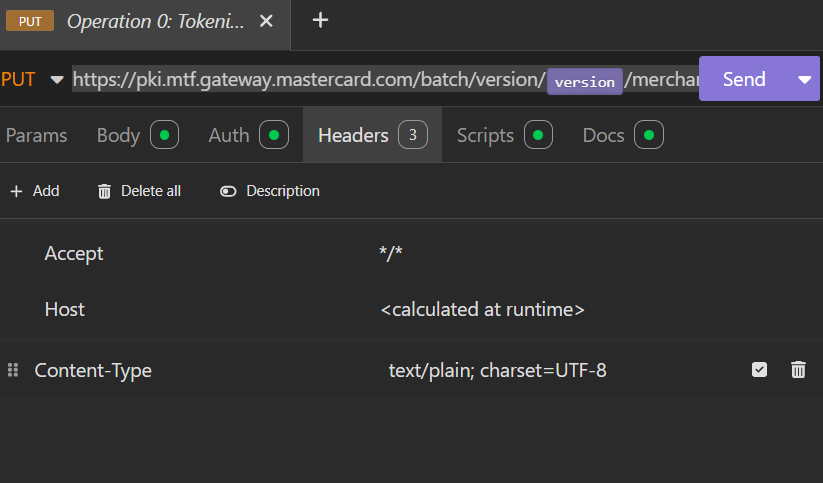 PUT Operation 0: Tokeni...
PUT https://pki.mtf.gateway.mastercard.com/batch/version/ version /merchan Send
Params Body Auth Headers 3 Scripts Docs
Add Delete all Description
Accept */*
Host <calculated at runtime>
Content-Type text/plain; charset=UTF-8